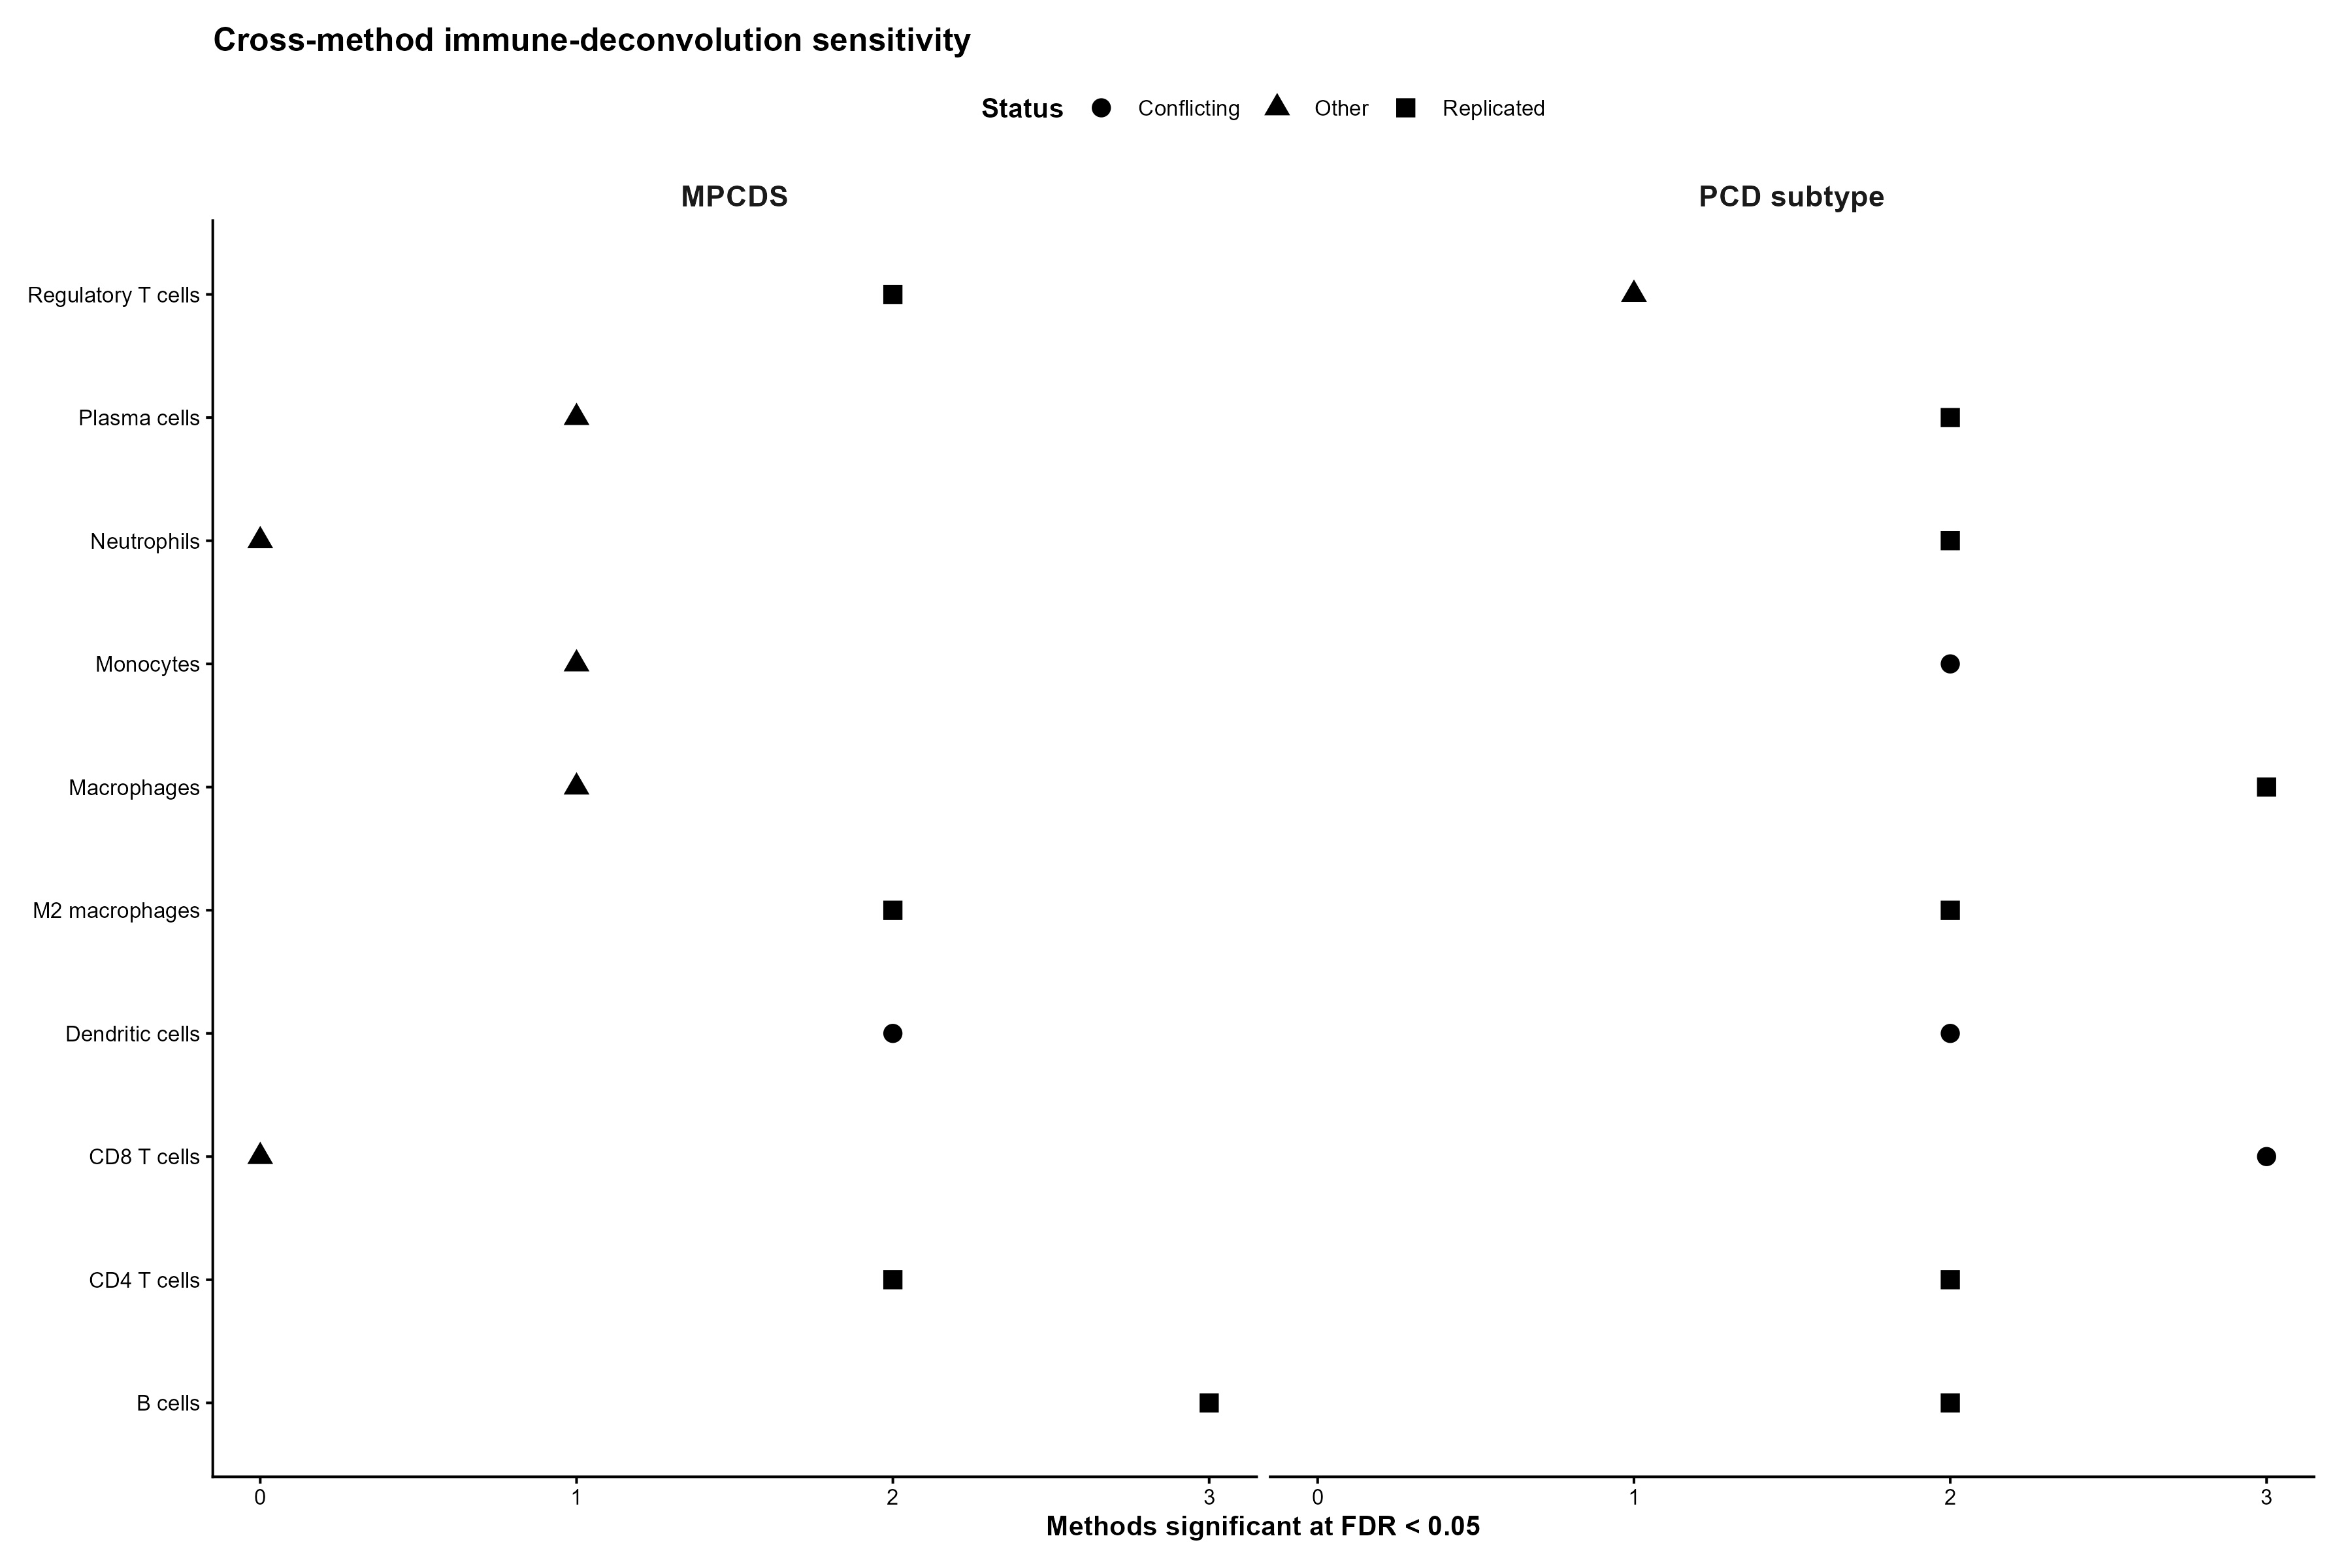 Cross-method immune-deconvolution sensitivity
Status Conflicting Other Replicated
MPCDS PCD subtype
Regulatory T cells
Plasma cells
Neutrophils
Monocytes
Macrophages
M2 macrophages
Dendritic cells
CD8 T cells
CD4 T cells
B cells
0 1 2 3 0 1 2 3
Methods significant at FDR < 0.05